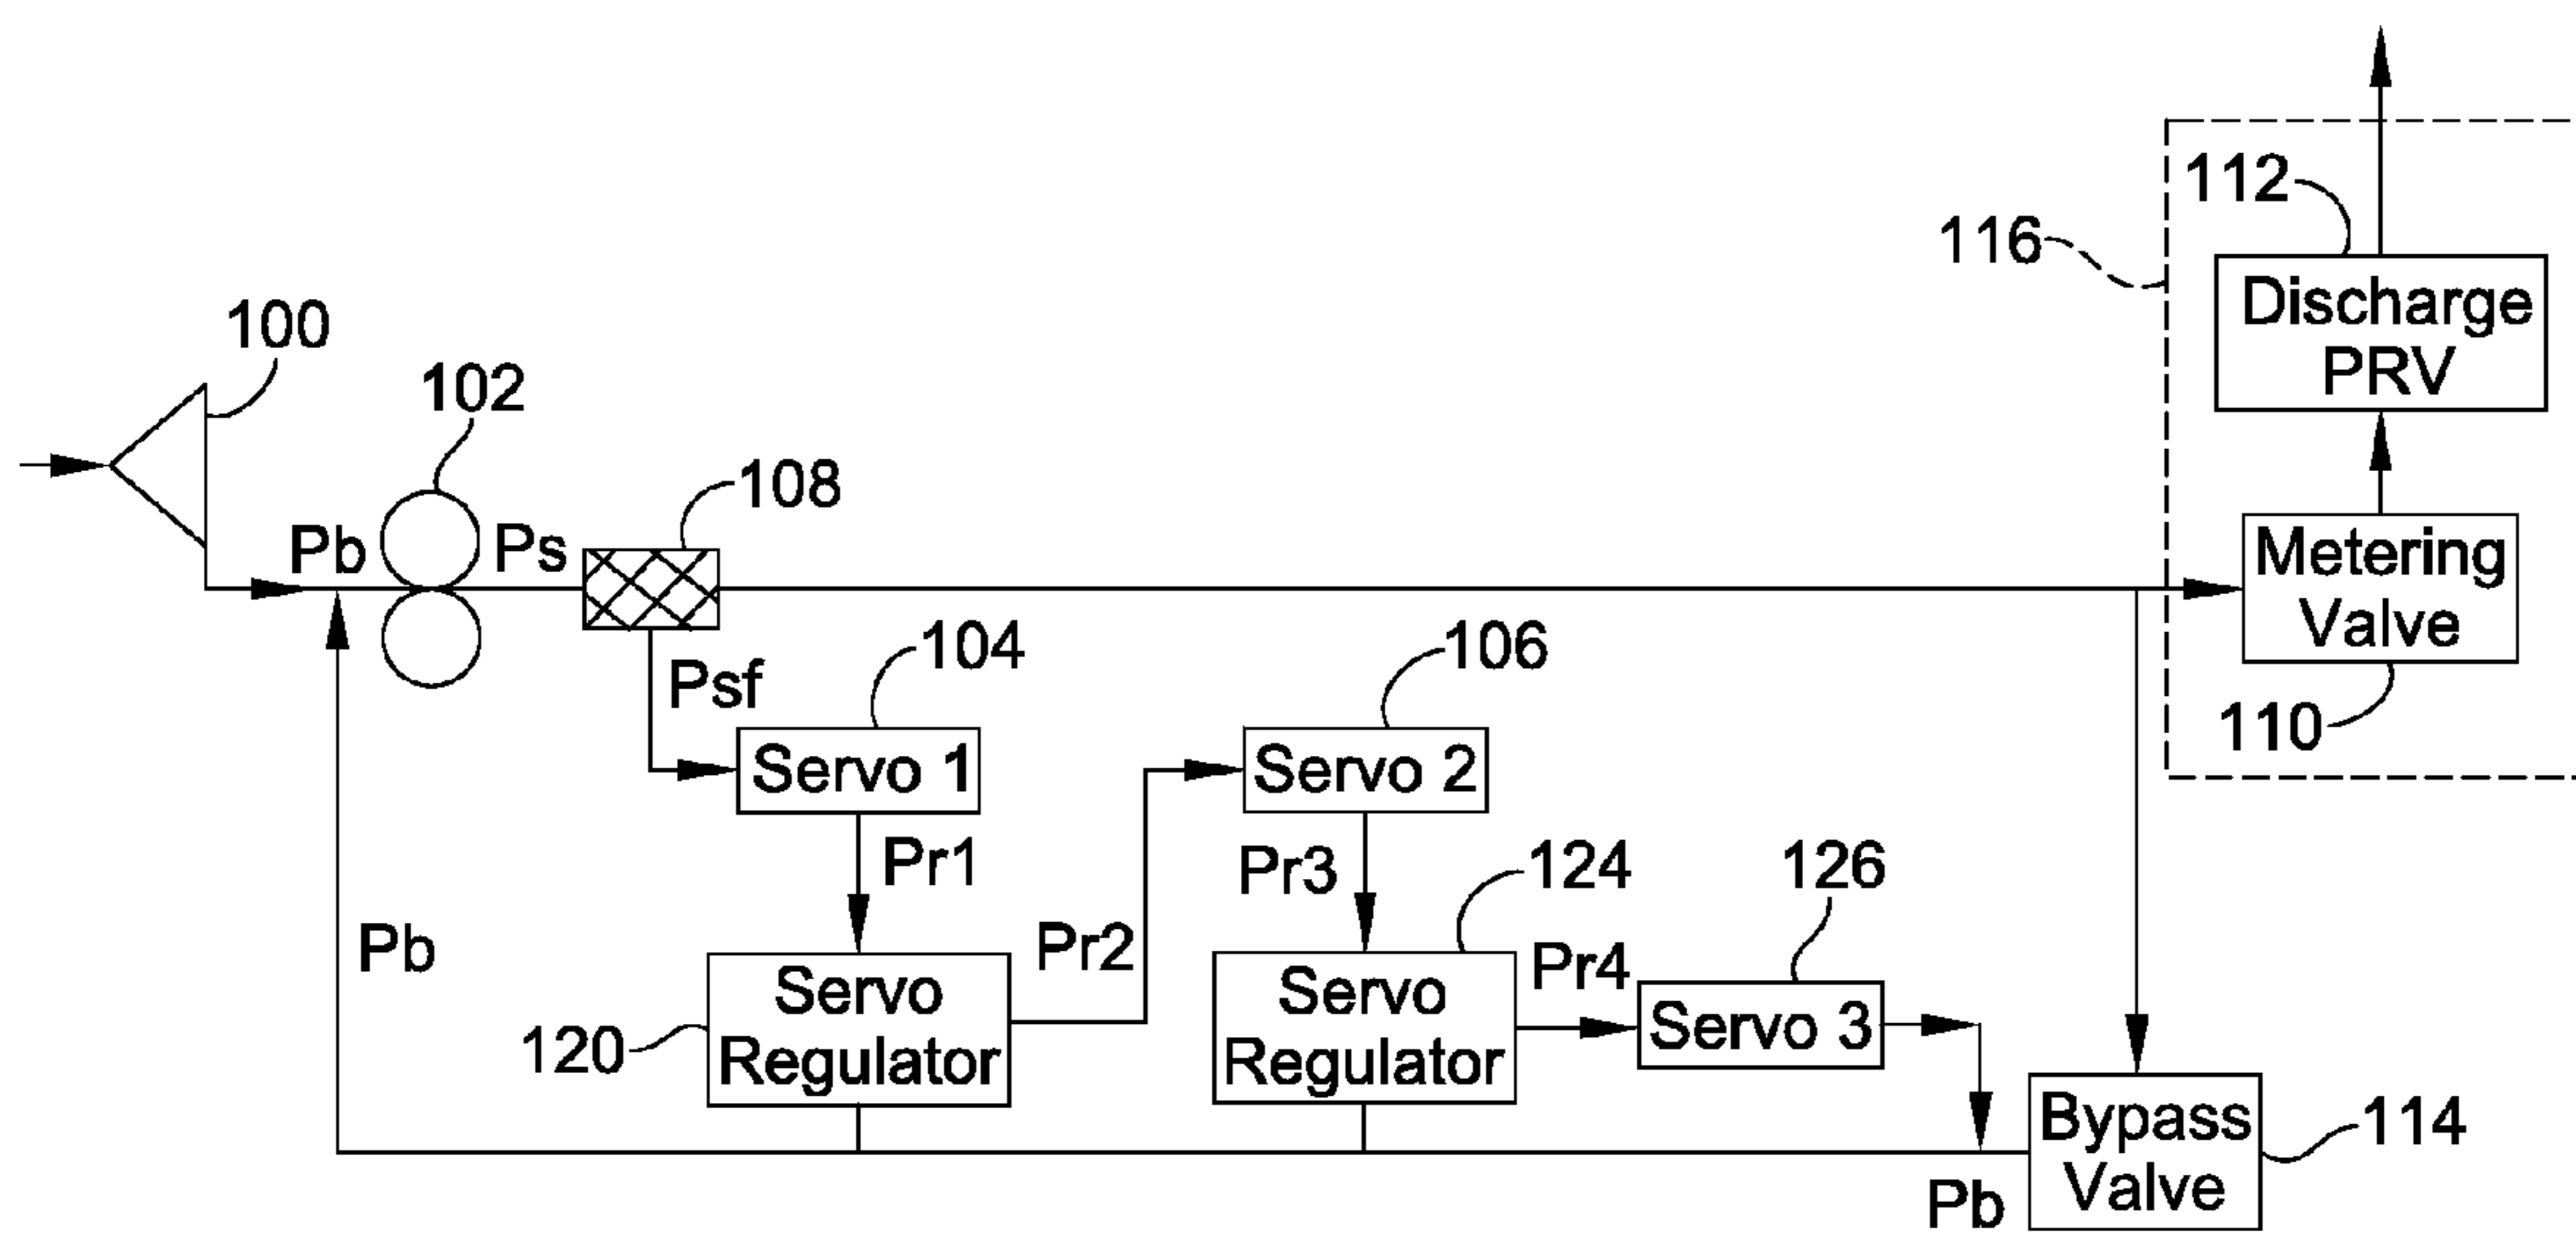 112
116
Discharge
PRV
100
102
108
Pb
Ps
Metering
Valve
Psf
104
106
110
Servo 1
Servo 2
Pr1
Pr3
124
126
Pb
Pr2
Pr4
Servo
Regulator
120
Servo
Regulator
Servo 3
Bypass
Valve
114
Pb